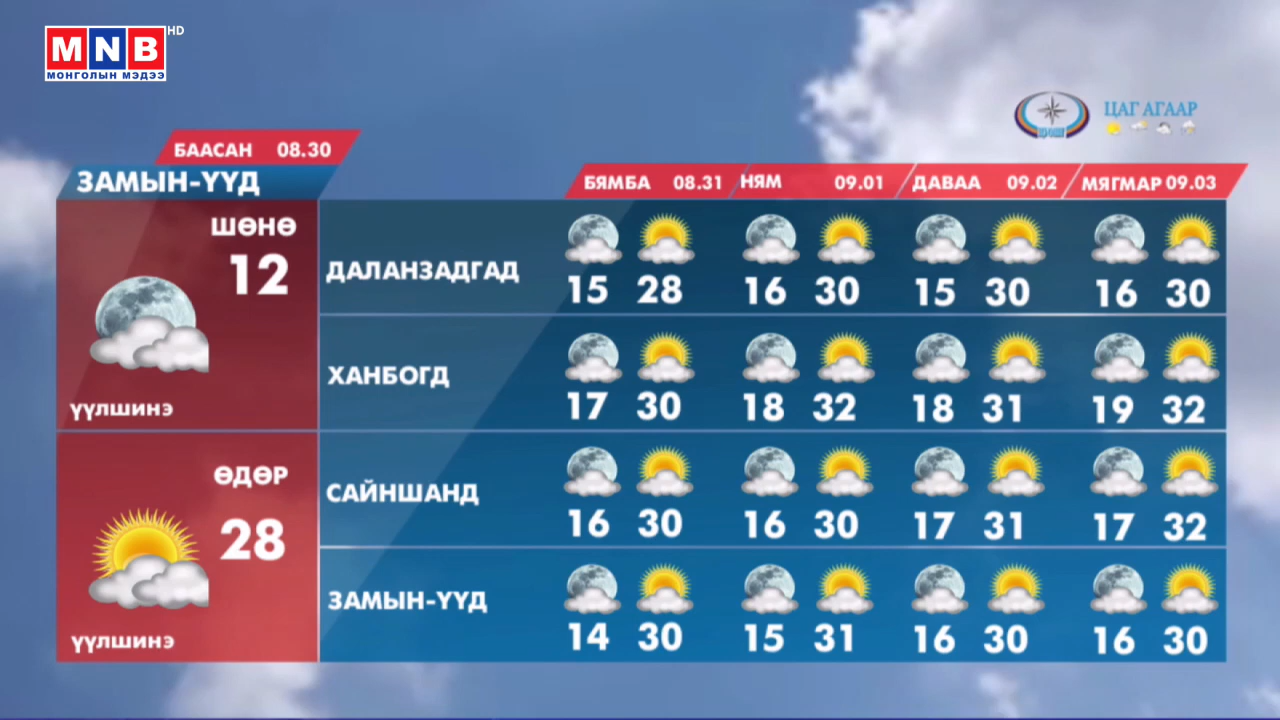 MNB HD
МОНГОЛЫН МЭДЭЭ
ЦАГ АГААР
БААСАН 08.30
ЗАМЫН-ҮҮД
БЯМБА 08.31 НЯМ 09.01 ДАВАА 09.02 МЯГМАР 09.03
ШӨНӨ
12
үүлшинэ
ӨДӨР
28
үүлшинэ
ДАЛАНЗАДГАД
15 28 16 30 15 30 16 30
ХАНБОГД
17 30 18 32 18 31 19 32
САЙНШАНД
16 30 16 30 17 31 17 32
ЗАМЫН-ҮҮД
14 30 15 31 16 30 16 30